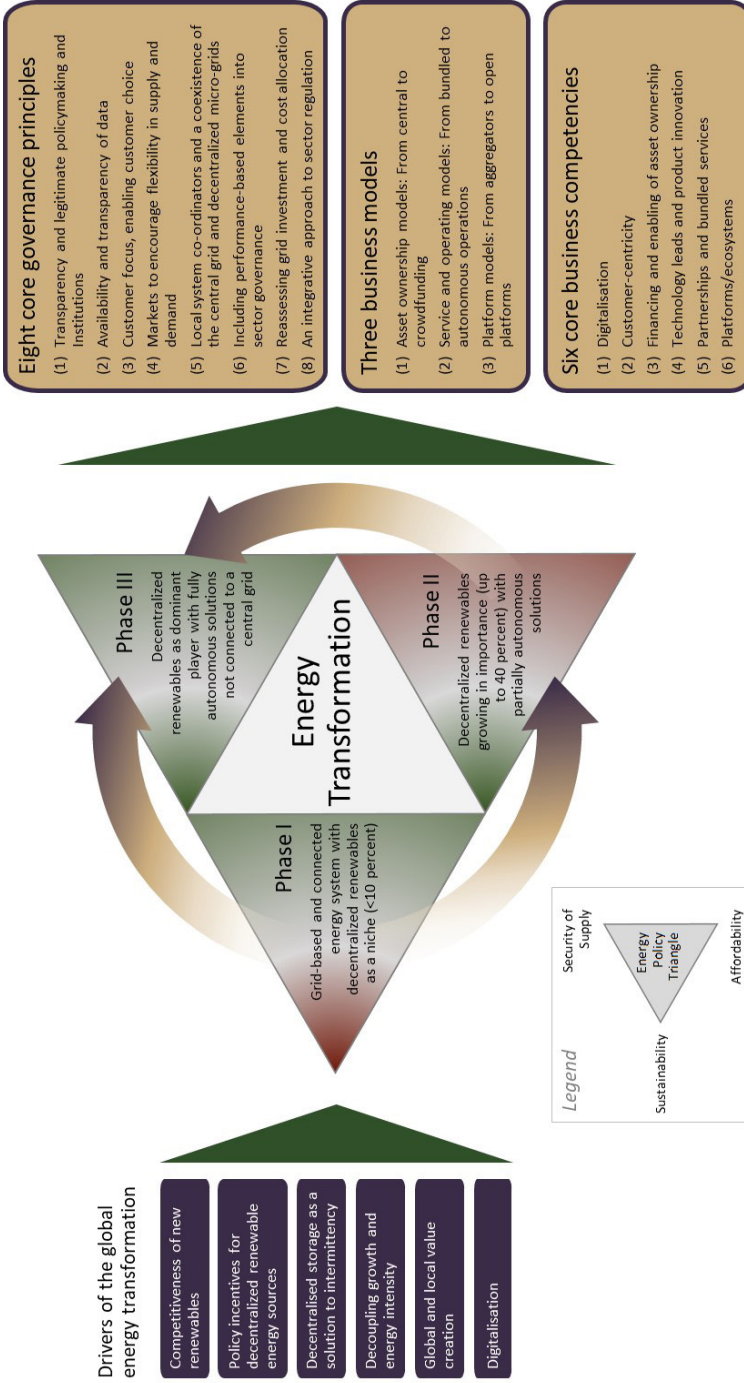 Drivers of the global
energy transformation
Competitiveness of new
renewables
Policy incentives for
decentralized renewable
energy sources
Decentralised storage as a
solution to intermittency
Decoupling growth and
energy intensity
Global and local value
creation
Digitalisation
Phase I
Grid-based and connected
energy system with
decentralized renewables
as a niche (<10 percent)
Energy
Transformation
Phase III
Decentralized
renewables as dominant
player with fully
autonomous solutions
not connected to a
central grid
Phase II
Decentralized renewables
growing in importance (up
to 40 percent) with
partially autonomous
solutions
Legend
Security of
Supply
Energy
Policy
Triangle
Sustainability
Affordability
Eight core governance principles
(1) Transparency and legitimate policymaking and
Institutions
(2) Availability and transparency of data
(3) Customer focus, enabling customer choice
(4) Markets to encourage flexibility in supply and
demand
(5) Local system co-ordinators and a coexistence of
the central grid and decentralized micro-grids
(6) Including performance-based elements into
sector governance
(7) Reassessing grid investment and cost allocation
(8) An integrative approach to sector regulation
Three business models
(1) Asset ownership models: From central to
crowdfunding
(2) Service and operating models: From bundled to
autonomous operations
(3) Platform models: From aggregators to open
platforms
Six core business competencies
(1) Digitalisation
(2) Customer-centricity
(3) Financing and enabling of asset ownership
(4) Technology leads and product innovation
(5) Partnerships and bundled services
(6) Platforms/ecosystems